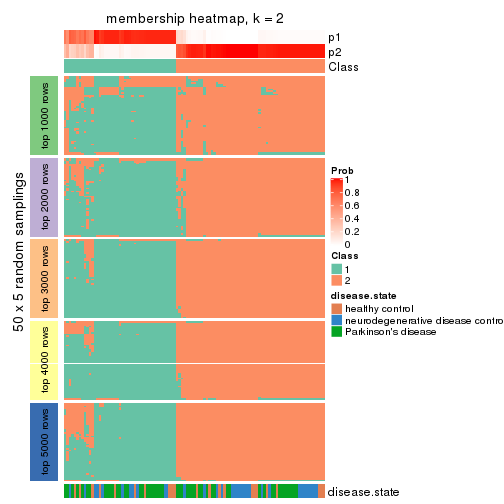 membership heatmap, k = 2
p1
p2
Class
50 x 5 random samplings
top 1000 rows
top 2000 rows
top 3000 rows
top 4000 rows
top 5000 rows
Prob
1
0.8
0.6
0.4
0.2
0
Class
1
2
disease.state
healthy control
neurodegenerative disease contro
Parkinson's disease
disease.state